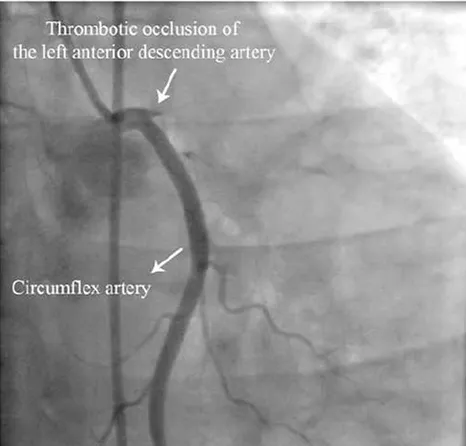 Thrombotic occlusion of
the left anterior descending artery
Circumflex artery